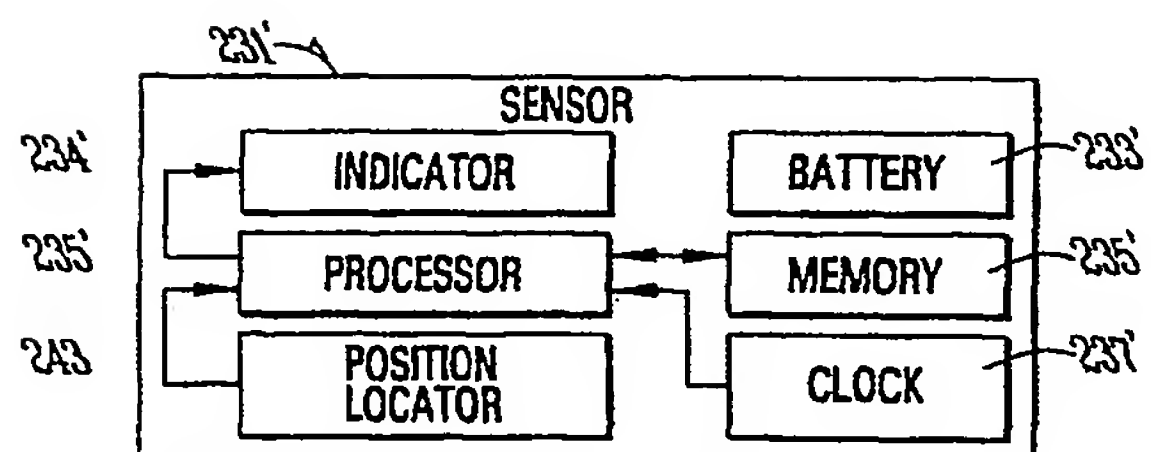 231'
SENSOR
234' INDICATOR BATTERY 233'
235' PROCESSOR MEMORY 235'
243 POSITION LOCATOR CLOCK 237'